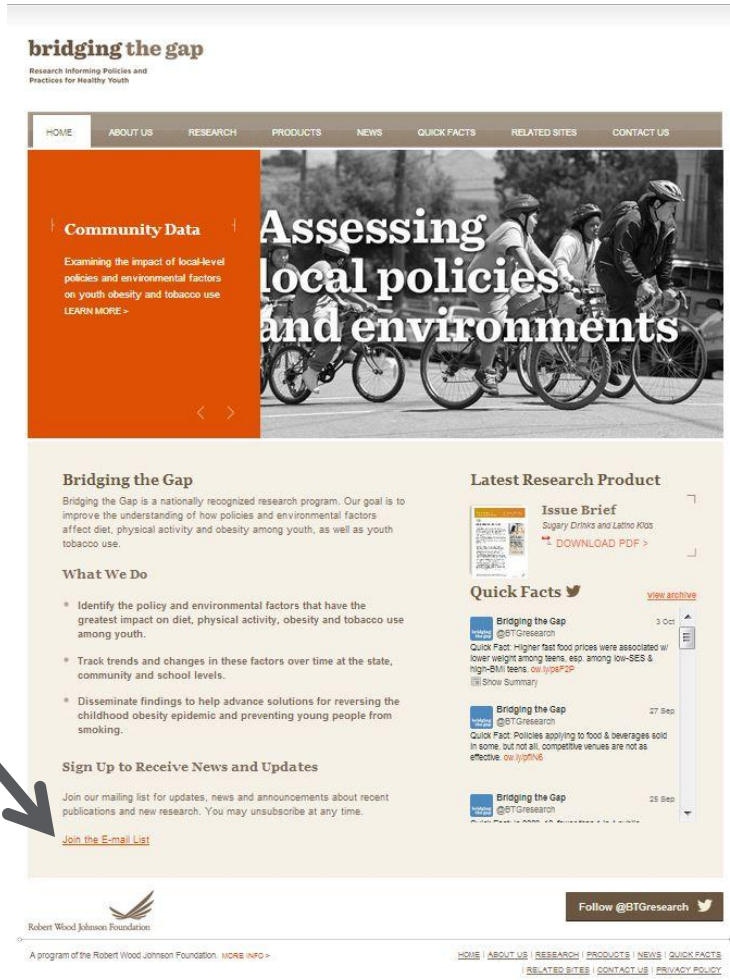 bridging the gap
Research Informing Policies and
Practices for Healthy Youth
HOME ABOUT US RESEARCH PRODUCTS NEWS QUICK FACTS RELATED SITES CONTACT US
Community Data
Examining the impact of local-level
policies and environmental factors
on youth obesity and tobacco use
LEARN MORE >
< >
Assessing
local policies
and environments
Bridging the Gap
Bridging the Gap is a nationally recognized research program. Our goal is to
improve the understanding of how policies and environmental factors
affect diet, physical activity and obesity among youth, as well as youth
tobacco use.
What We Do
Identify the policy and environmental factors that have the
greatest impact on diet, physical activity, obesity and tobacco use
among youth.
Track trends and changes in these factors over time at the state,
community and school levels.
Disseminate findings to help advance solutions for reversing the
childhood obesity epidemic and preventing young people from
smoking.
Sign Up to Receive News and Updates
Join our mailing list for updates, news and announcements about recent
publications and new research. You may unsubscribe at any time.
Join the E-mail List
Latest Research Product
Issue Brief
Sugary Drinks and Latino Kids
DOWNLOAD PDF >
Quick Facts view archive
Bridging the Gap 3 Oct
@BTGresearch
Quick Fact: Higher fast food prices were associated w/
lower weight among teens, esp. among low-SES &
high-BMI teens. ow.ly/psF2P
Show Summary
Bridging the Gap 27 Sep
@BTGresearch
Quick Fact: Policies applying to food & beverages sold
in some, but not all, competitive venues are not as
effective. ow.ly/pflN6
Bridging the Gap 25 Sep
@BTGresearch
Robert Wood Johnson Foundation
Follow @BTGresearch
A program of the Robert Wood Johnson Foundation. MORE INFO >
HOME | ABOUT US | RESEARCH | PRODUCTS | NEWS | QUICK FACTS
| RELATED SITES | CONTACT US | PRIVACY POLICY